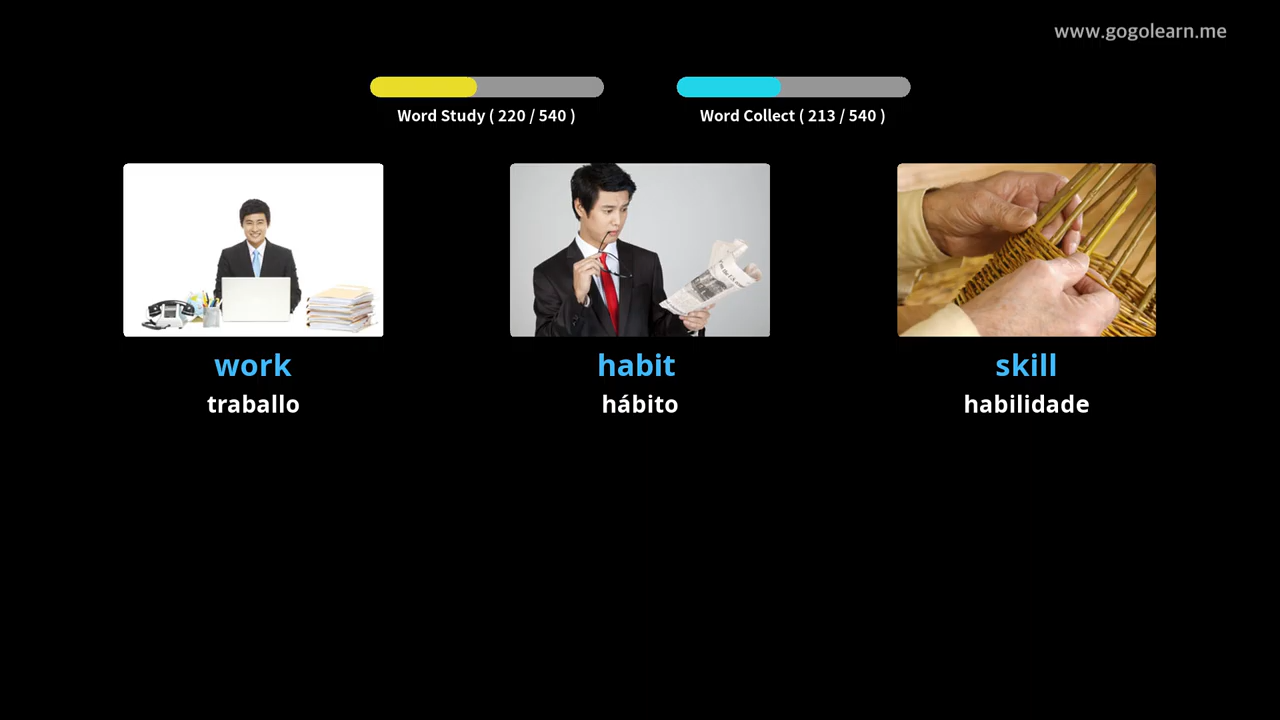 www.gogolearn.me
Word Study ( 220 / 540 )
Word Collect ( 213 / 540 )
work
habit
skill
traballo
hábito
habilidade